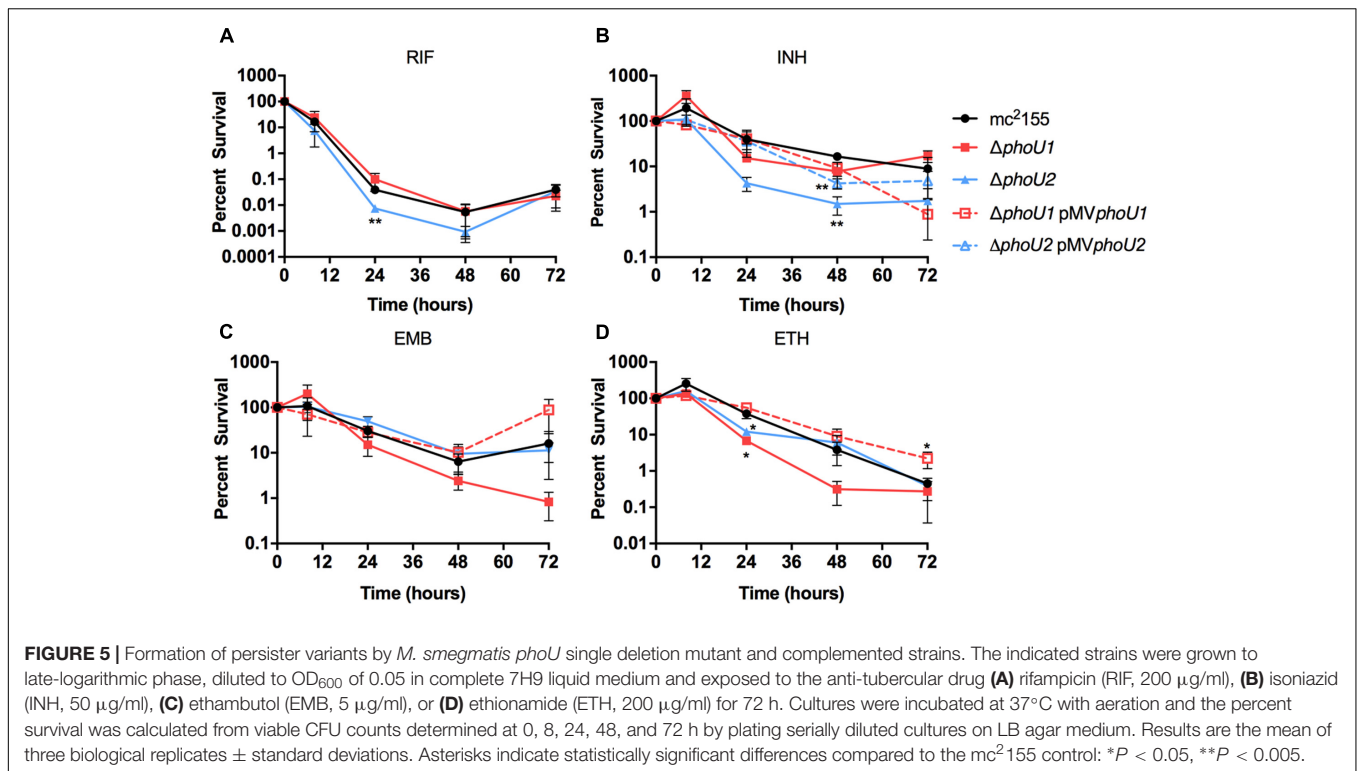 A
RIF
1000
100
10
1
0.1
0.01
0.001
0.0001
Percent Survival
**
0 12 24 36 48 60 72
Time (hours)
B
INH
1000
100
10
1
0.1
Percent Survival
**
**
0 12 24 36 48 60 72
Time (hours)
mc²155
ΔphoU1
ΔphoU2
ΔphoU1 pMVphoU1
ΔphoU2 pMVphoU2
C
EMB
1000
100
10
1
0.1
Percent Survival
0 12 24 36 48 60 72
Time (hours)
D
ETH
1000
100
10
1
0.1
0.01
Percent Survival
*
*
*
0 12 24 36 48 60 72
Time (hours)
FIGURE 5 | Formation of persister variants by M. smegmatis phoU single deletion mutant and complemented strains. The indicated strains were grown to
late-logarithmic phase, diluted to OD₆₀₀ of 0.05 in complete 7H9 liquid medium and exposed to the anti-tubercular drug (A) rifampicin (RIF, 200 μg/ml), (B) isoniazid
(INH, 50 μg/ml), (C) ethambutol (EMB, 5 μg/ml), or (D) ethionamide (ETH, 200 μg/ml) for 72 h. Cultures were incubated at 37°C with aeration and the percent
survival was calculated from viable CFU counts determined at 0, 8, 24, 48, and 72 h by plating serially diluted cultures on LB agar medium. Results are the mean of
three biological replicates ± standard deviations. Asterisks indicate statistically significant differences compared to the mc²155 control: *P < 0.05, **P < 0.005.